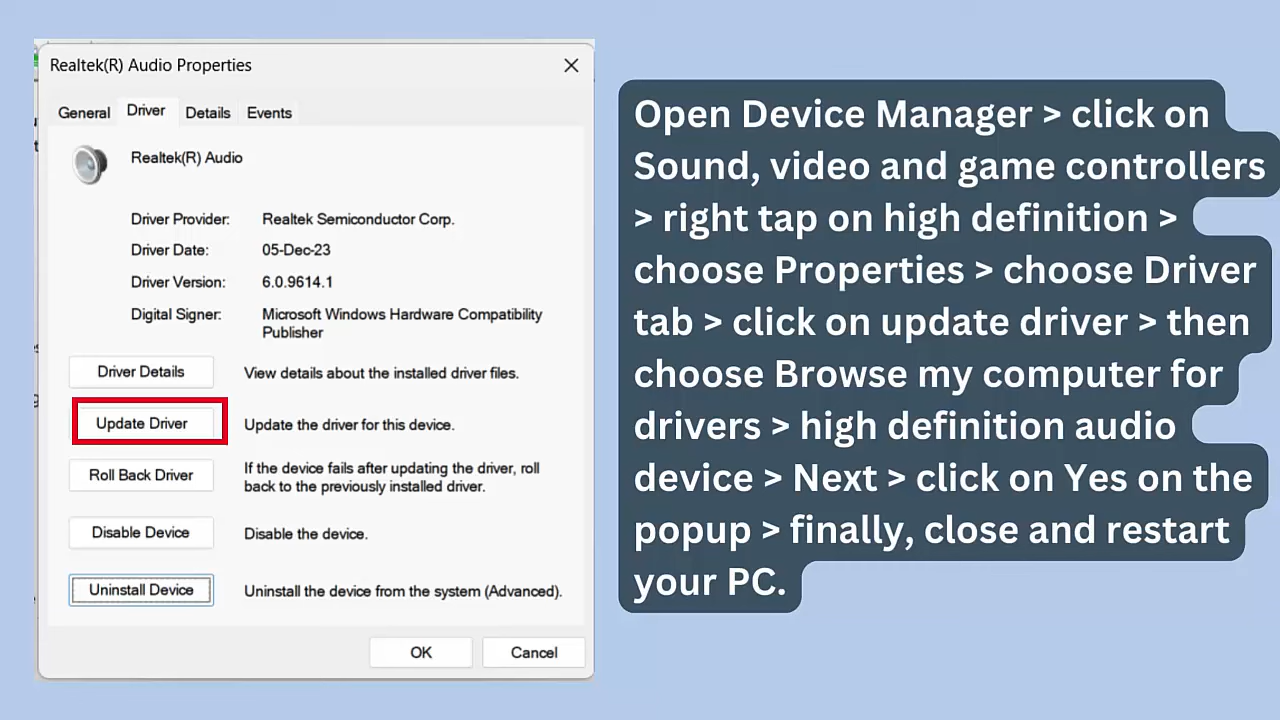 Realtek(R) Audio Properties
General Driver Details Events
Realtek(R) Audio
Driver Provider: Realtek Semiconductor Corp.
Driver Date: 05-Dec-23
Driver Version: 6.0.9614.1
Digital Signer: Microsoft Windows Hardware Compatibility
Publisher
Driver Details View details about the installed driver files.
Update Driver Update the driver for this device.
Roll Back Driver If the device fails after updating the driver, roll
back to the previously installed driver.
Disable Device Disable the device.
Uninstall Device Uninstall the device from the system (Advanced).
OK Cancel
Open Device Manager > click on
Sound, video and game controllers
> right tap on high definition >
choose Properties > choose Driver
tab > click on update driver > then
choose Browse my computer for
drivers > high definition audio
device > Next > click on Yes on the
popup > finally, close and restart
your PC.